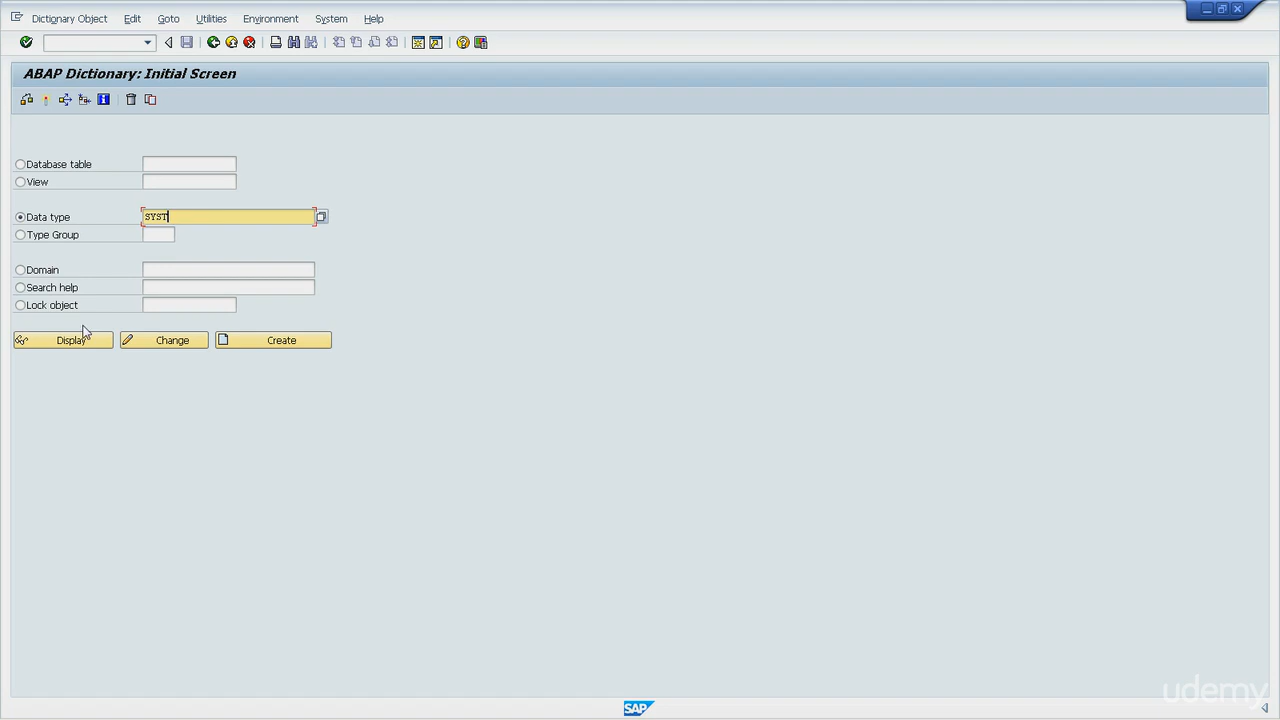 Dictionary Object Edit Goto Utilities Environment System Help
ABAP Dictionary: Initial Screen
Database table
View
Data type SYST
Type Group
Domain
Search help
Lock object
Display Change Create
SAP
udemy